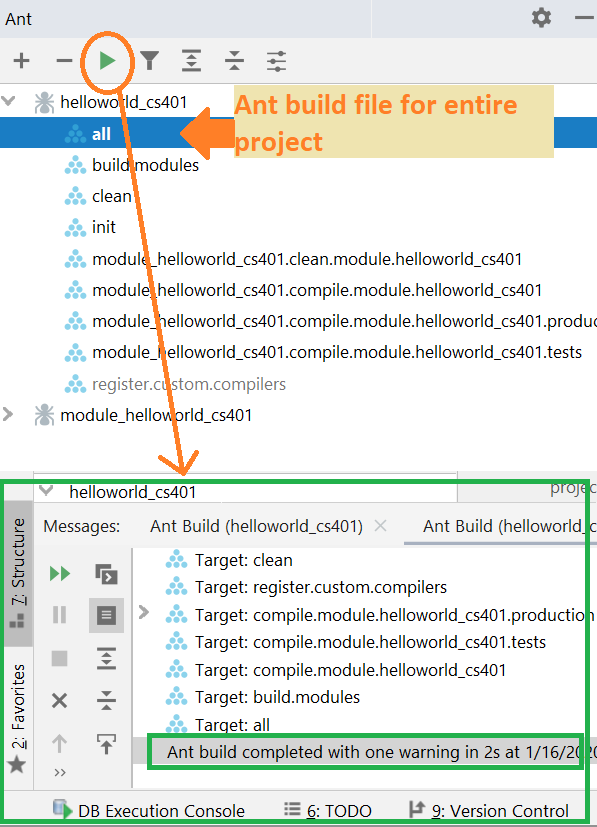 Ant
helloworld_cs401
Ant build file for entire
project
all
build.modules
clean
init
module_helloworld_cs401.clean.module.helloworld_cs401
module_helloworld_cs401.compile.module.helloworld_cs401
module_helloworld_cs401.compile.module.helloworld_cs401.produc
module_helloworld_cs401.compile.module.helloworld_cs401.tests
register.custom.compilers
module_helloworld_cs401
helloworld_cs401
projec
Messages: Ant Build (helloworld_cs401) Ant Build (helloworld_c
Target: clean
Target: register.custom.compilers
Target: compile.module.helloworld_cs401.production
Target: compile.module.helloworld_cs401.tests
Target: compile.module.helloworld_cs401
Target: build.modules
Target: all
Ant build completed with one warning in 2s at 1/16/2020
7: Structure
2: Favorites
DB Execution Console 6: TODO 9: Version Control